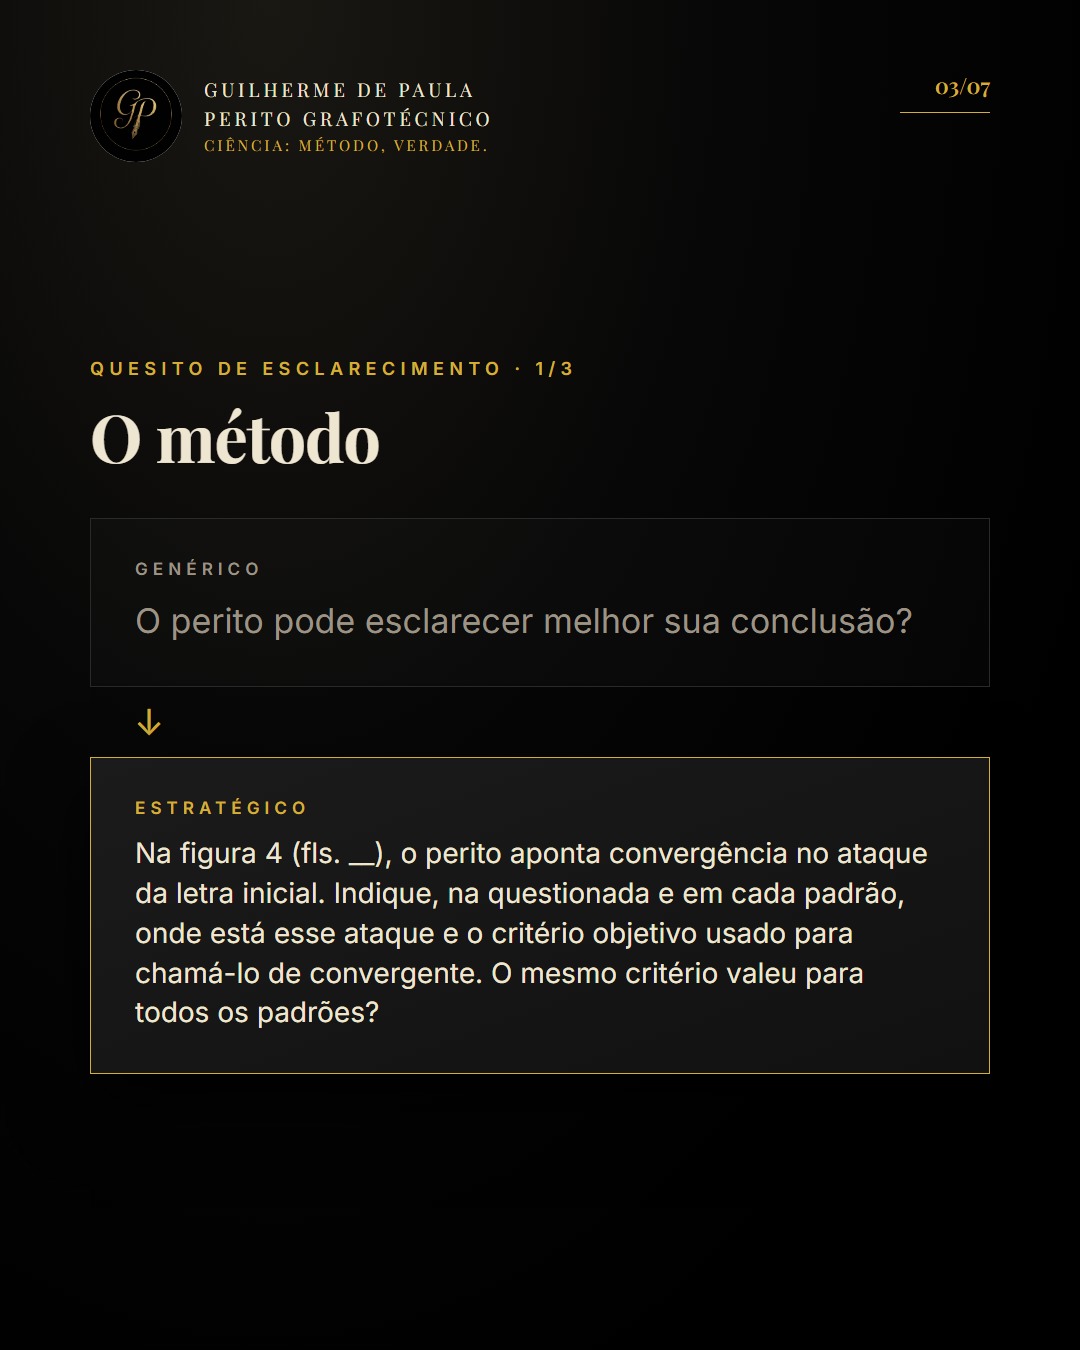 GP
GUILHERME DE PAULA
PERITO GRAFOTÉCNICO
CIÊNCIA: MÉTODO, VERDADE.
03/07
QUESITO DE ESCLARECIMENTO · 1/3
O método
GENÉRICO
O perito pode esclarecer melhor sua conclusão?
↓
ESTRATÉGICO
Na figura 4 (fls. __), o perito aponta convergência no ataque
da letra inicial. Indique, na questionada e em cada padrão,
onde está esse ataque e o critério objetivo usado para
chamá-lo de convergente. O mesmo critério valeu para
todos os padrões?